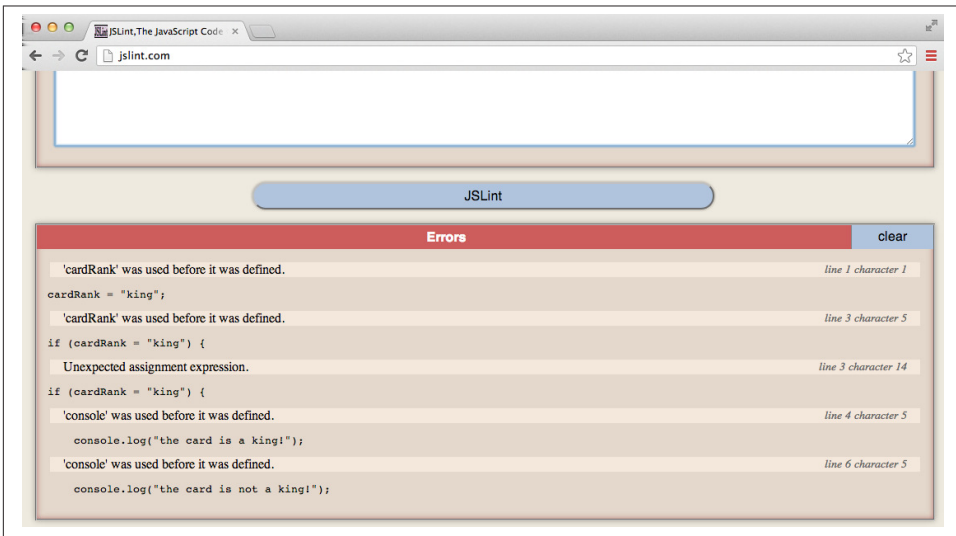 JSLint,The JavaScript Code
jslint.com
JSLint
Errors
clear
'cardRank' was used before it was defined.
line 1 character 1
cardRank = "king";
'cardRank' was used before it was defined.
line 3 character 5
if (cardRank = "king") {
Unexpected assignment expression.
line 3 character 14
if (cardRank = "king") {
'console' was used before it was defined.
line 4 character 5
console.log("the card is a king!");
'console' was used before it was defined.
line 6 character 5
console.log("the card is not a king!");